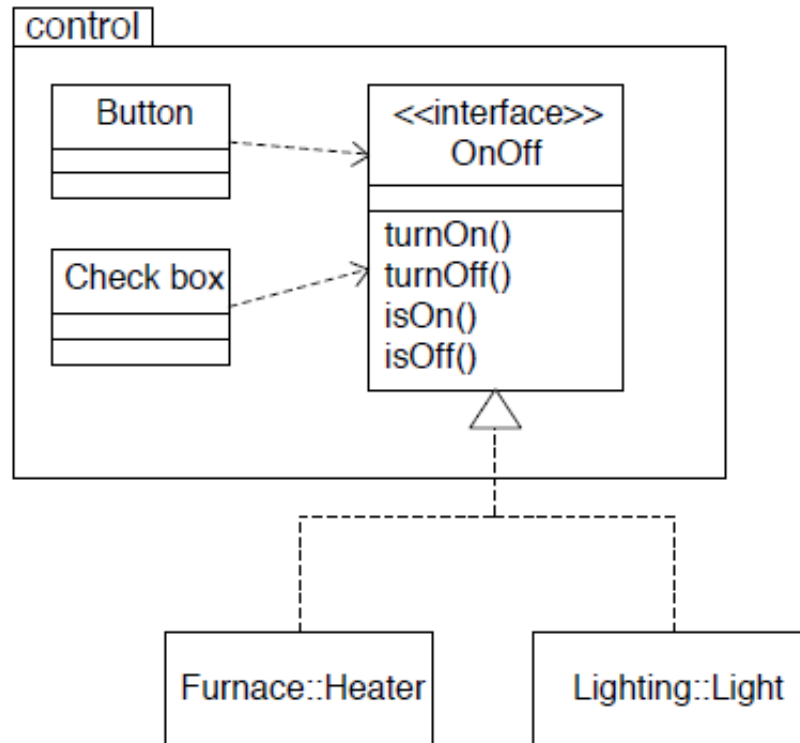 control
Button
<<interface>>
OnOff
turnOn()
turnOff()
isOn()
isOff()
Check box
Furnace::Heater
Lighting::Light